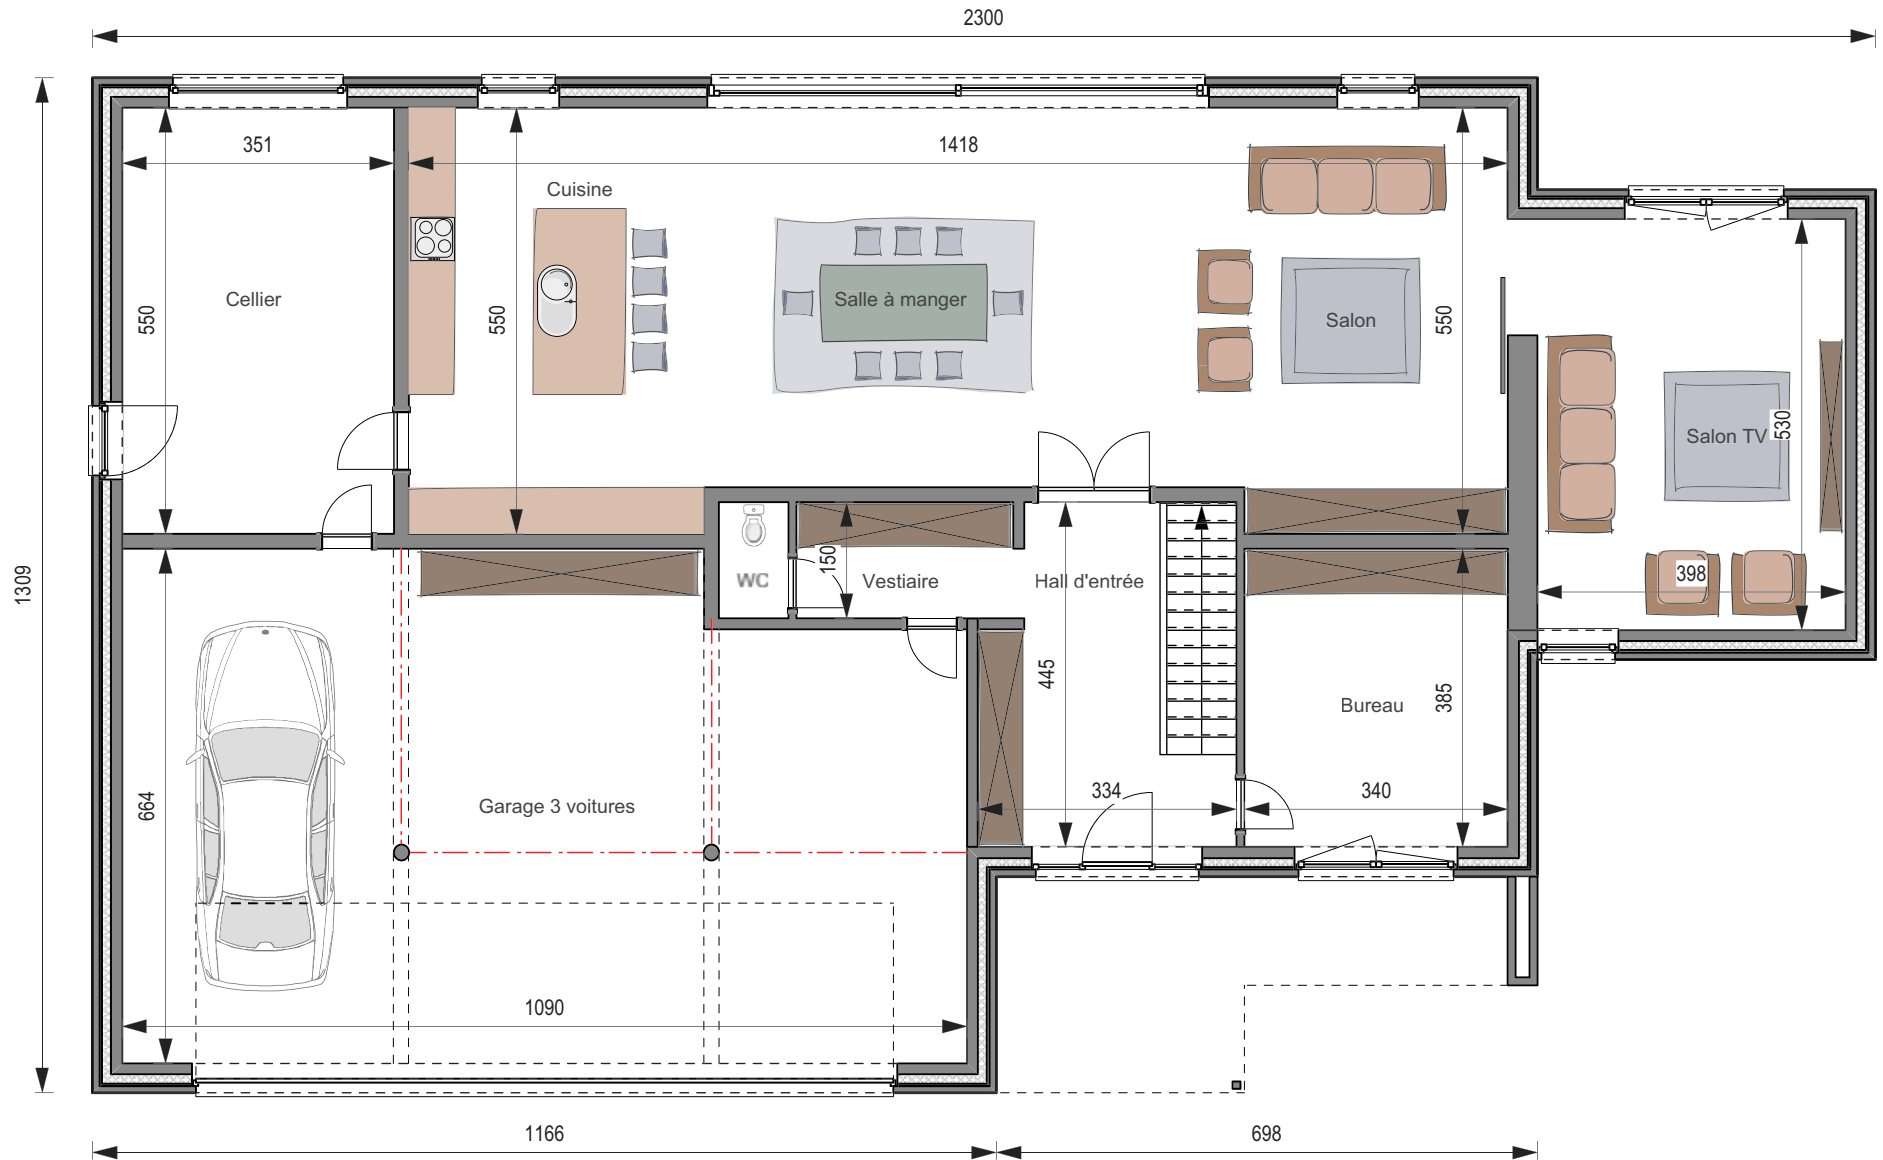 2300
351
1418
Cuisine
Cellier
Salle à manger
Salon
550
550
550
Salon TV
530
1309
150
WC
Vestiaire
Hall d'entrée
398
445
Bureau
385
664
Garage 3 voitures
334
340
1090
1166
698